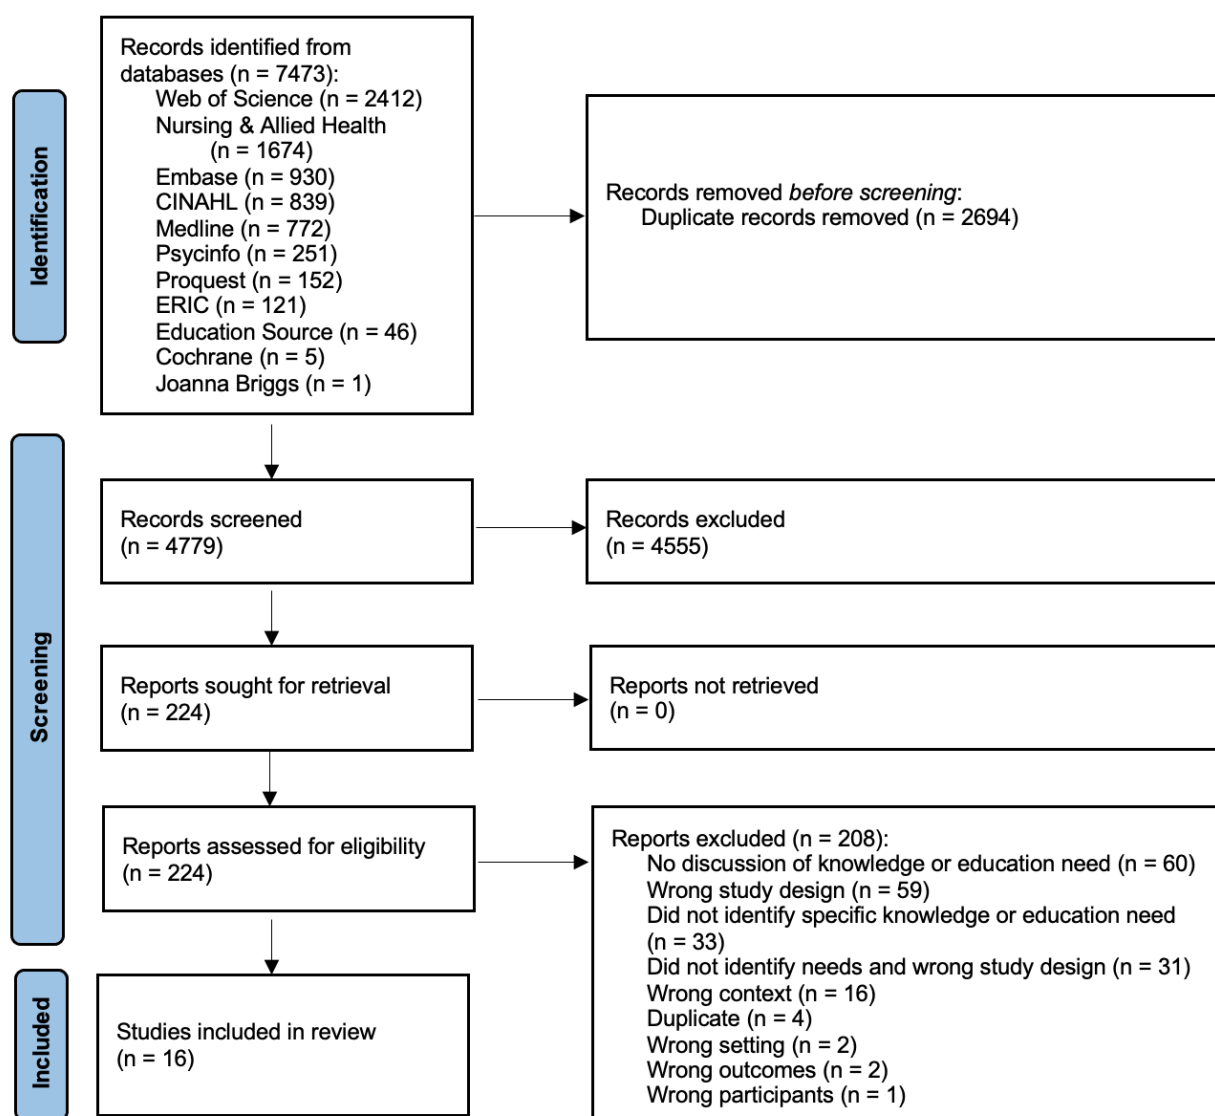 Identification
Records identified from
databases (n = 7473):
Web of Science (n = 2412)
Nursing & Allied Health
(n = 1674)
Embase (n = 930)
CINAHL (n = 839)
Medline (n = 772)
Psycinfo (n = 251)
Proquest (n = 152)
ERIC (n = 121)
Education Source (n = 46)
Cochrane (n = 5)
Joanna Briggs (n = 1)
Records removed before screening:
Duplicate records removed (n = 2694)
Screening
Records screened
(n = 4779)
Records excluded
(n = 4555)
Reports sought for retrieval
(n = 224)
Reports not retrieved
(n = 0)
Reports assessed for eligibility
(n = 224)
Reports excluded (n = 208):
No discussion of knowledge or education need (n = 60)
Wrong study design (n = 59)
Did not identify specific knowledge or education need
(n = 33)
Did not identify needs and wrong study design (n = 31)
Wrong context (n = 16)
Duplicate (n = 4)
Wrong setting (n = 2)
Wrong outcomes (n = 2)
Wrong participants (n = 1)
Included
Studies included in review
(n = 16)